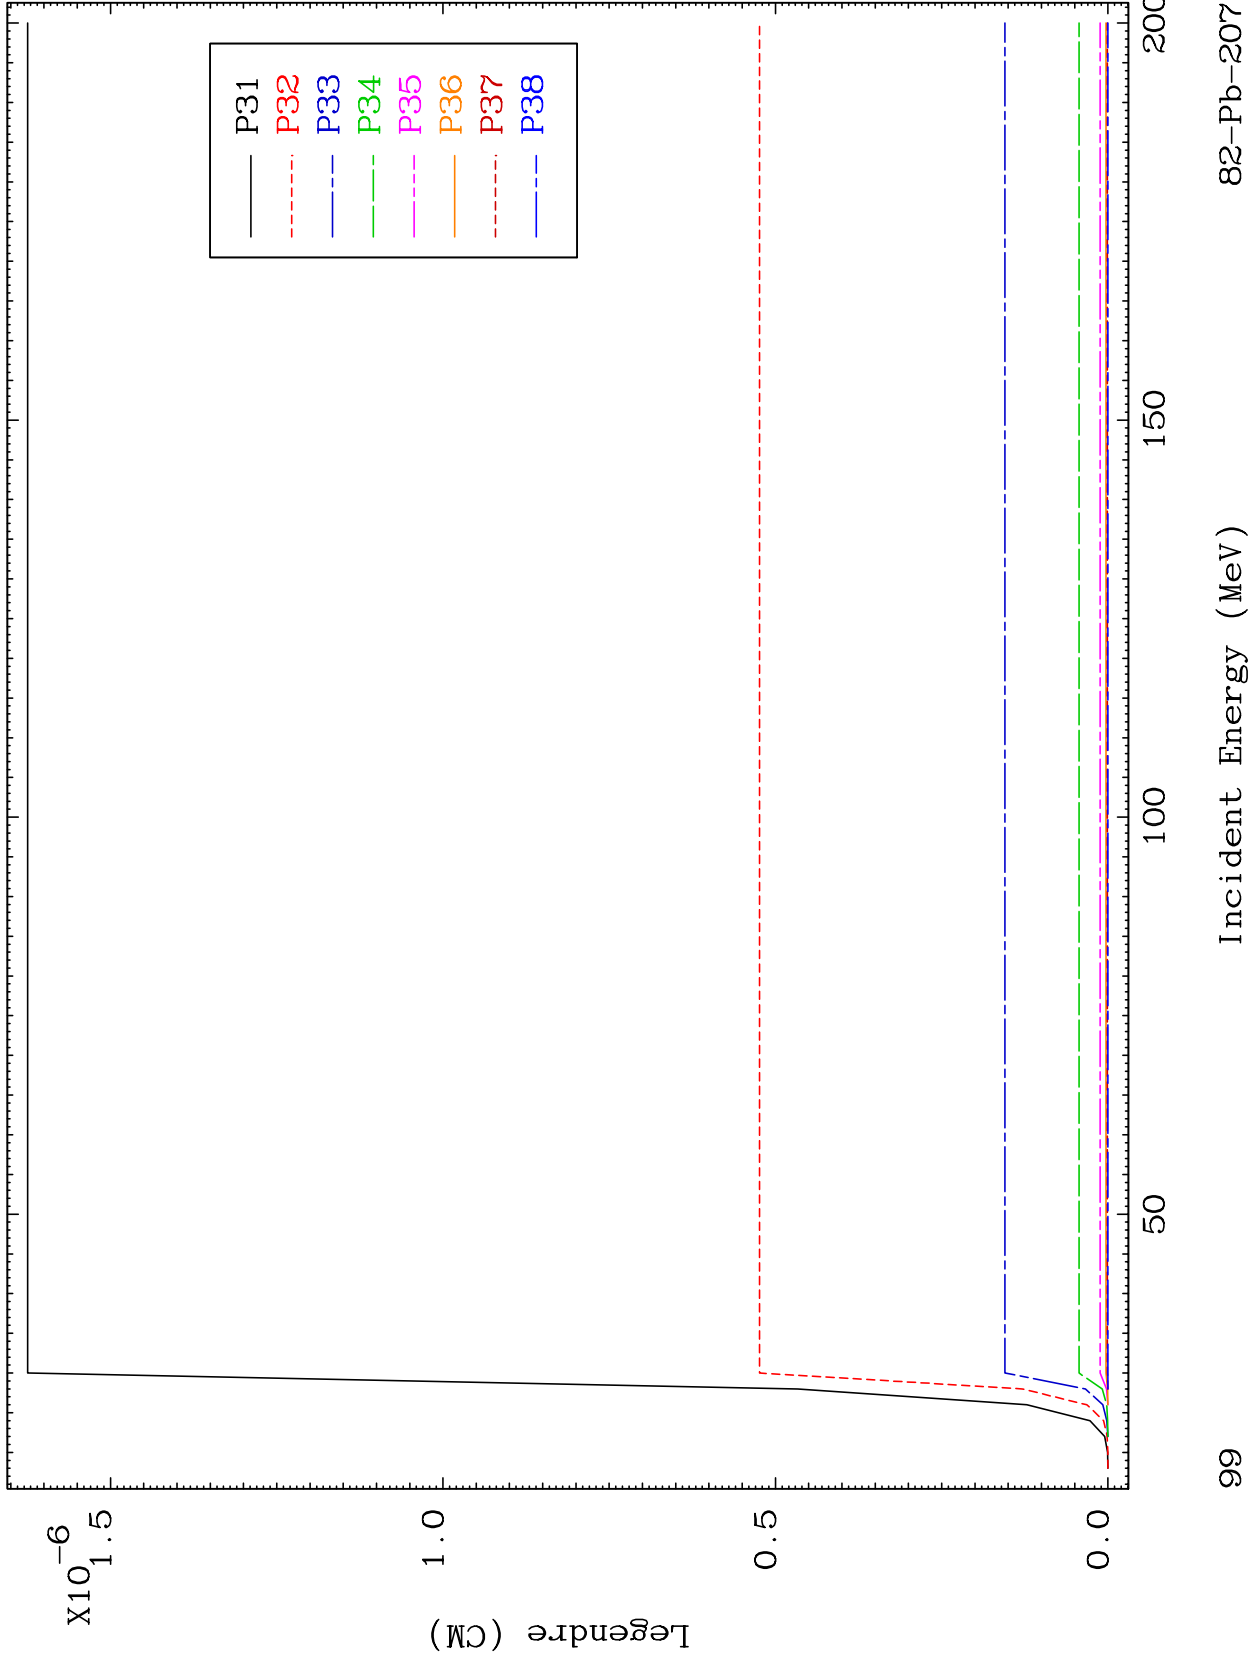 X10-6
1.5
1.0
0.5
0.0
Legendre (CM)
P31
P32
P33
P34
P35
P36
P37
P38
50
100
150
200
99
Incident Energy (MeV)
82-Pb-207